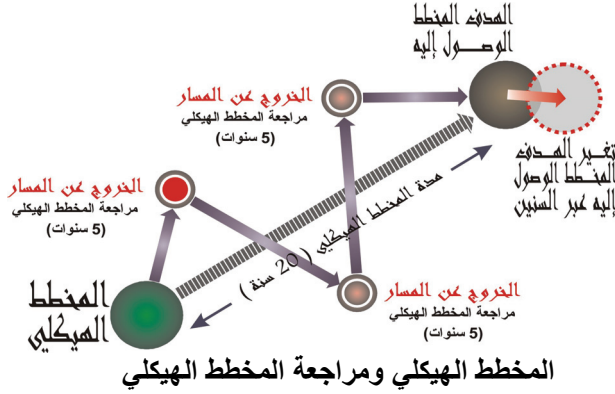 الهدف المخطط
الوصول إليه
الخروج عن المسار
مراجعة المخطط الهيكلي
(5 سنوات)
تغير الهدف
المخطط الوصول
إليه عبر السنين
الخروج عن المسار
مراجعة المخطط الهيكلي
(5 سنوات)
مدة المخطط الهيكلي ( 20 سنة )
الخروج عن المسار
مراجعة المخطط الهيكلي
(5 سنوات)
المخطط
الهيكلي
المخطط الهيكلي ومراجعة المخطط الهيكلي